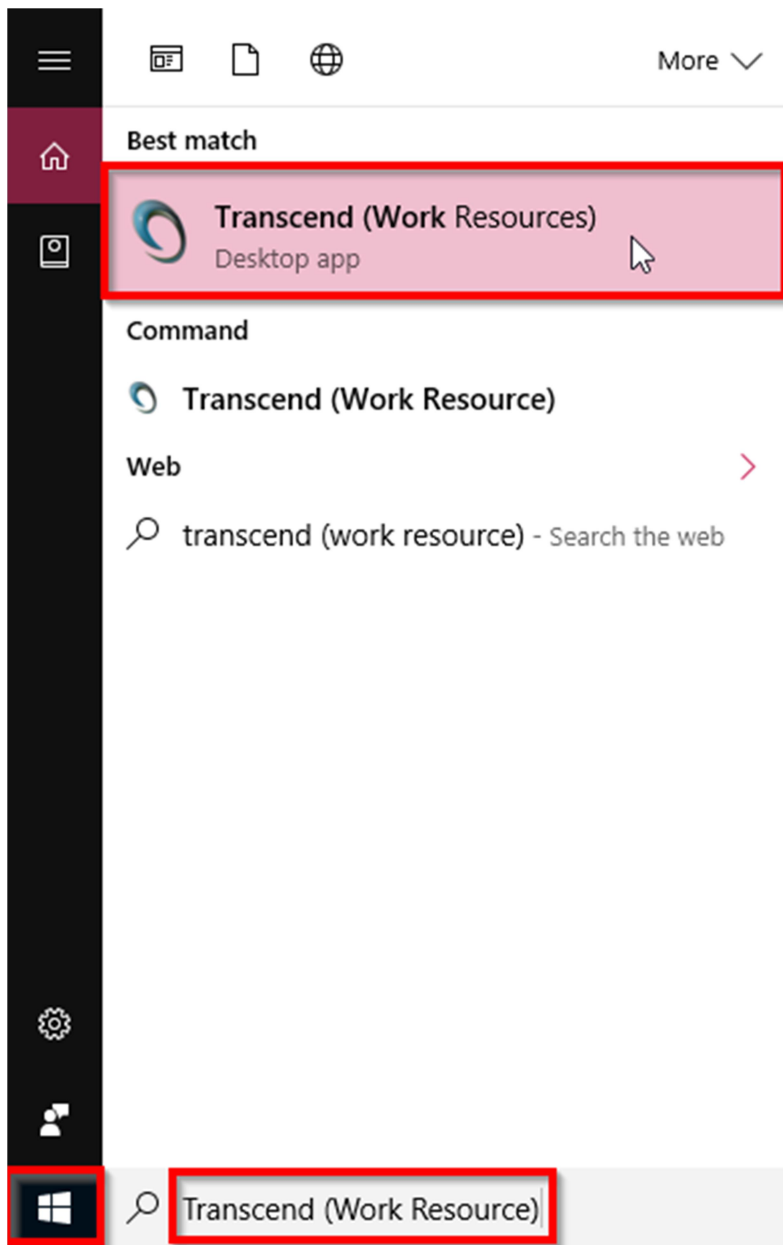 More
Best match
Transcend (Work Resources)
Desktop app
Command
Transcend (Work Resource)
Web
transcend (work resource) - Search the web
Transcend (Work Resource)